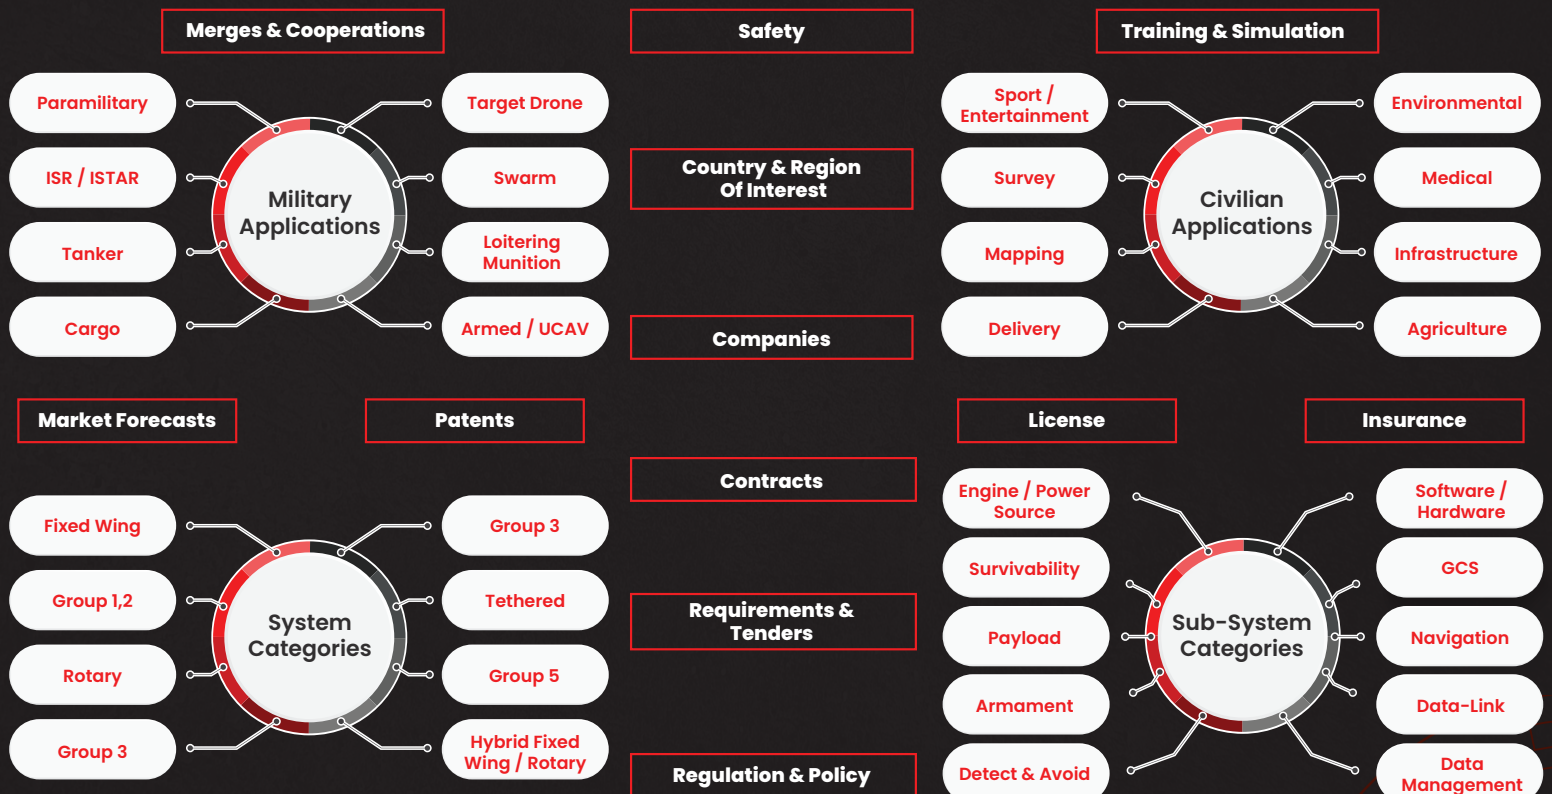 Merges & Cooperations
Safety
Training & Simulation
Paramilitary
ISR / ISTAR
Tanker
Cargo
Military
Applications
Target Drone
Swarm
Loitering
Munition
Armed / UCAV
Country & Region
Of Interest
Companies
Sport /
Entertainment
Survey
Mapping
Delivery
Civilian
Applications
Environmental
Medical
Infrastructure
Agriculture
Market Forecasts
Patents
License
Insurance
Fixed Wing
Group 1,2
Rotary
Group 3
System
Categories
Group 3
Tethered
Group 5
Hybrid Fixed
Wing / Rotary
Contracts
Requirements &
Tenders
Regulation & Policy
Engine / Power
Source
Survivability
Payload
Armament
Detect & Avoid
Sub-System
Categories
Software /
Hardware
GCS
Navigation
Data-Link
Data
Management